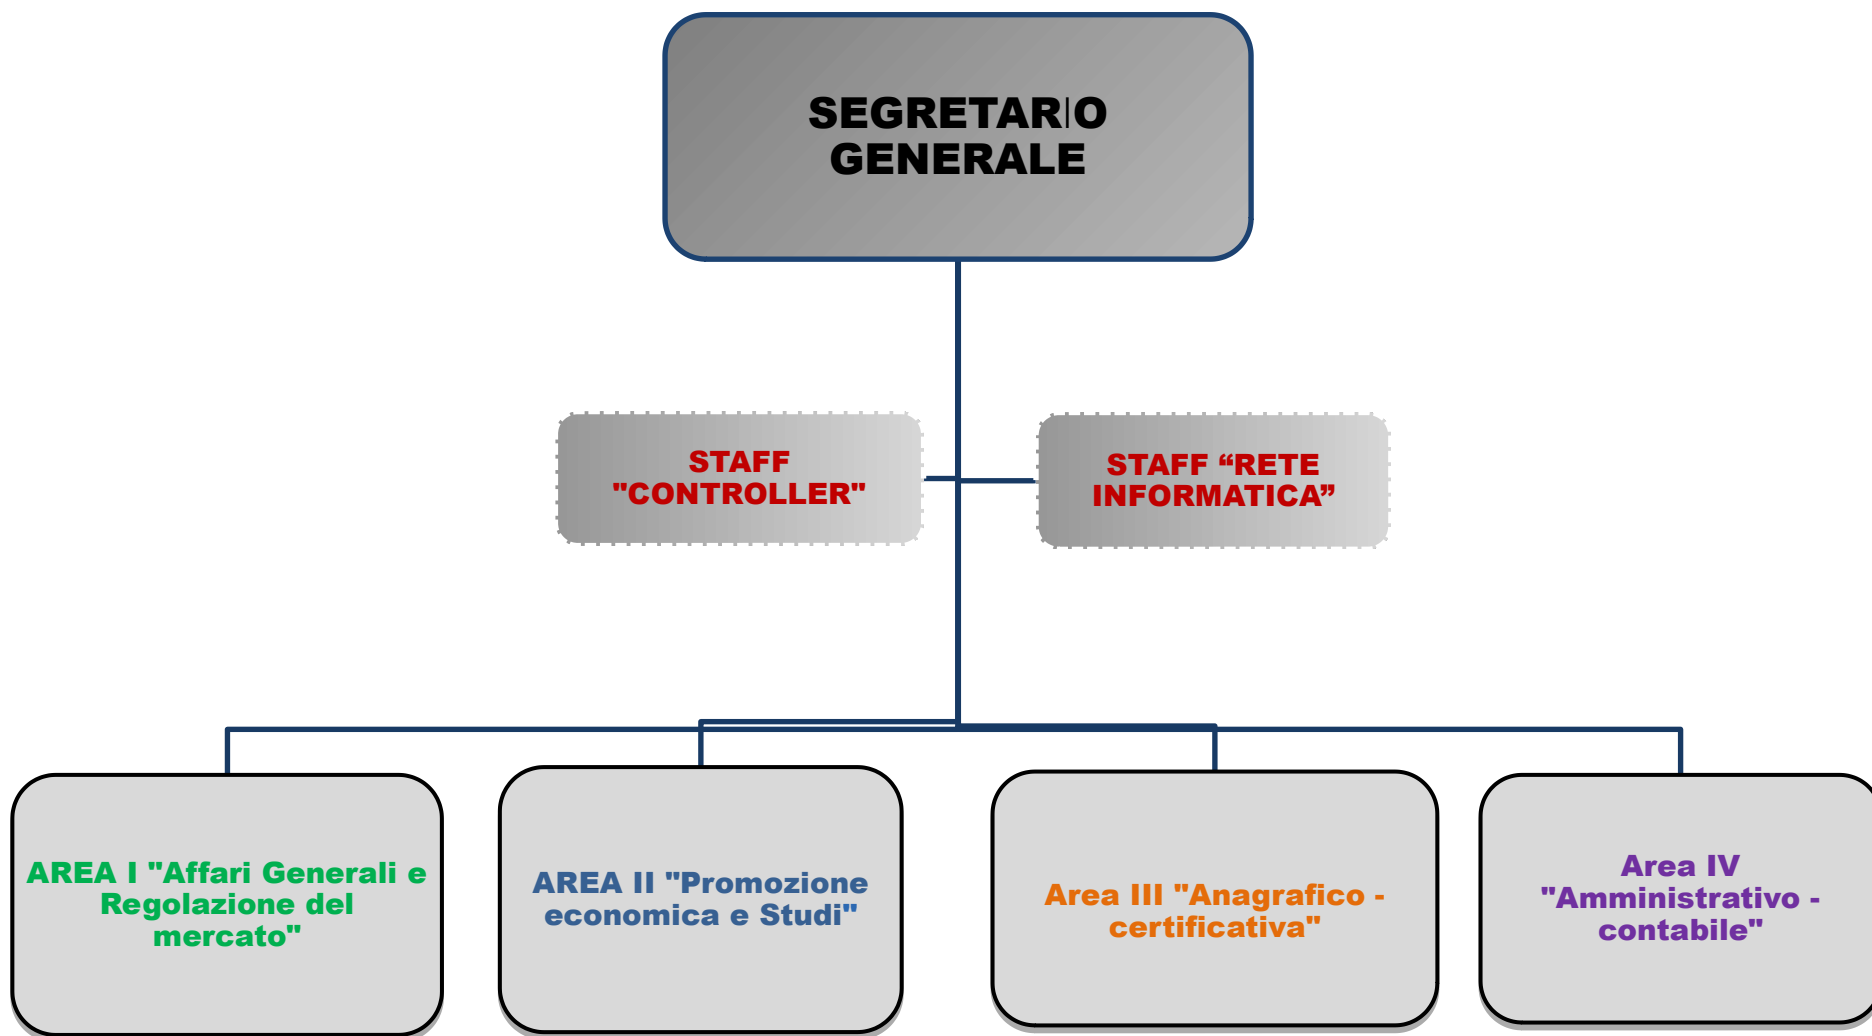 SEGRETARIO
GENERALE
STAFF
"CONTROLLER"
STAFF “RETE
INFORMATICA”
AREA I "Affari Generali e
Regolazione del
mercato"
AREA II "Promozione
economica e Studi"
Area III "Anagrafico -
certificativa"
Area IV
"Amministrativo -
contabile"